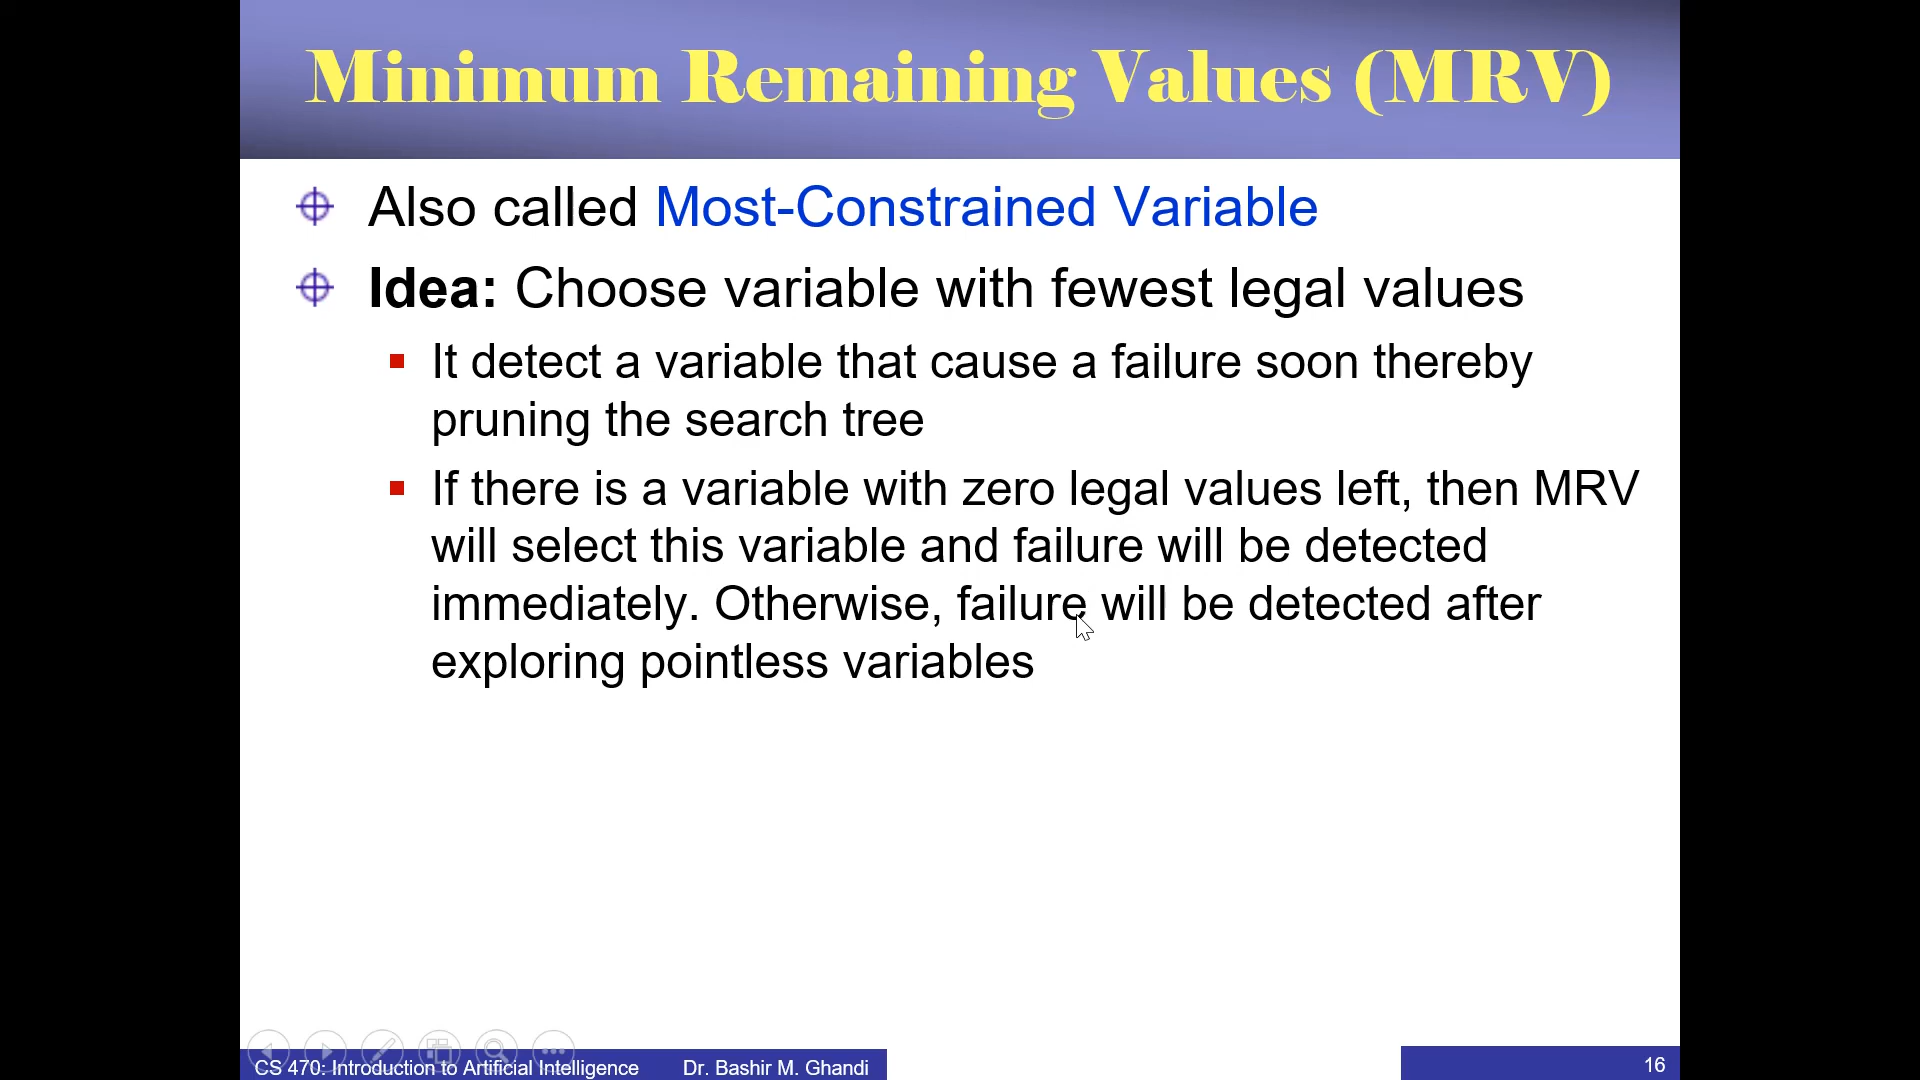 Minimum Remaining Values (MRV)
Also called Most-Constrained Variable
Idea: Choose variable with fewest legal values
It detect a variable that cause a failure soon thereby
pruning the search tree
If there is a variable with zero legal values left, then MRV
will select this variable and failure will be detected
immediately. Otherwise, failure will be detected after
exploring pointless variables
CS 470: Introduction to Artificial Intelligence Dr. Bashir M. Ghandi
16